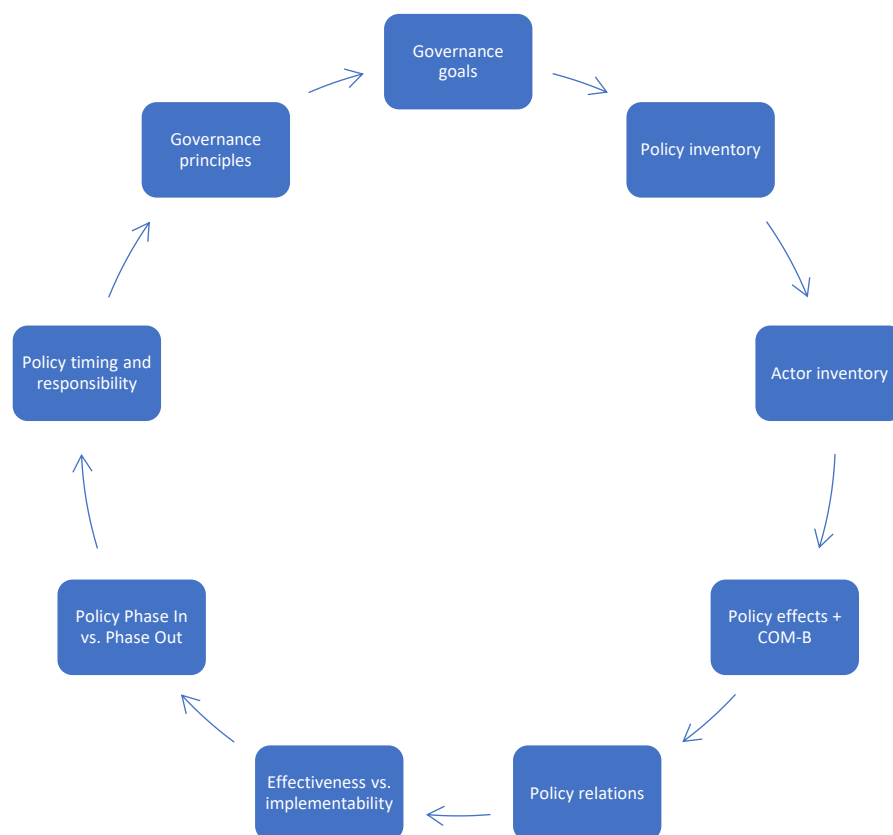 Governance
goals
Policy inventory
Actor inventory
Policy effects +
COM-B
Policy relations
Effectiveness vs.
implementability
Policy Phase In
vs. Phase Out
Policy timing and
responsibility
Governance
principles